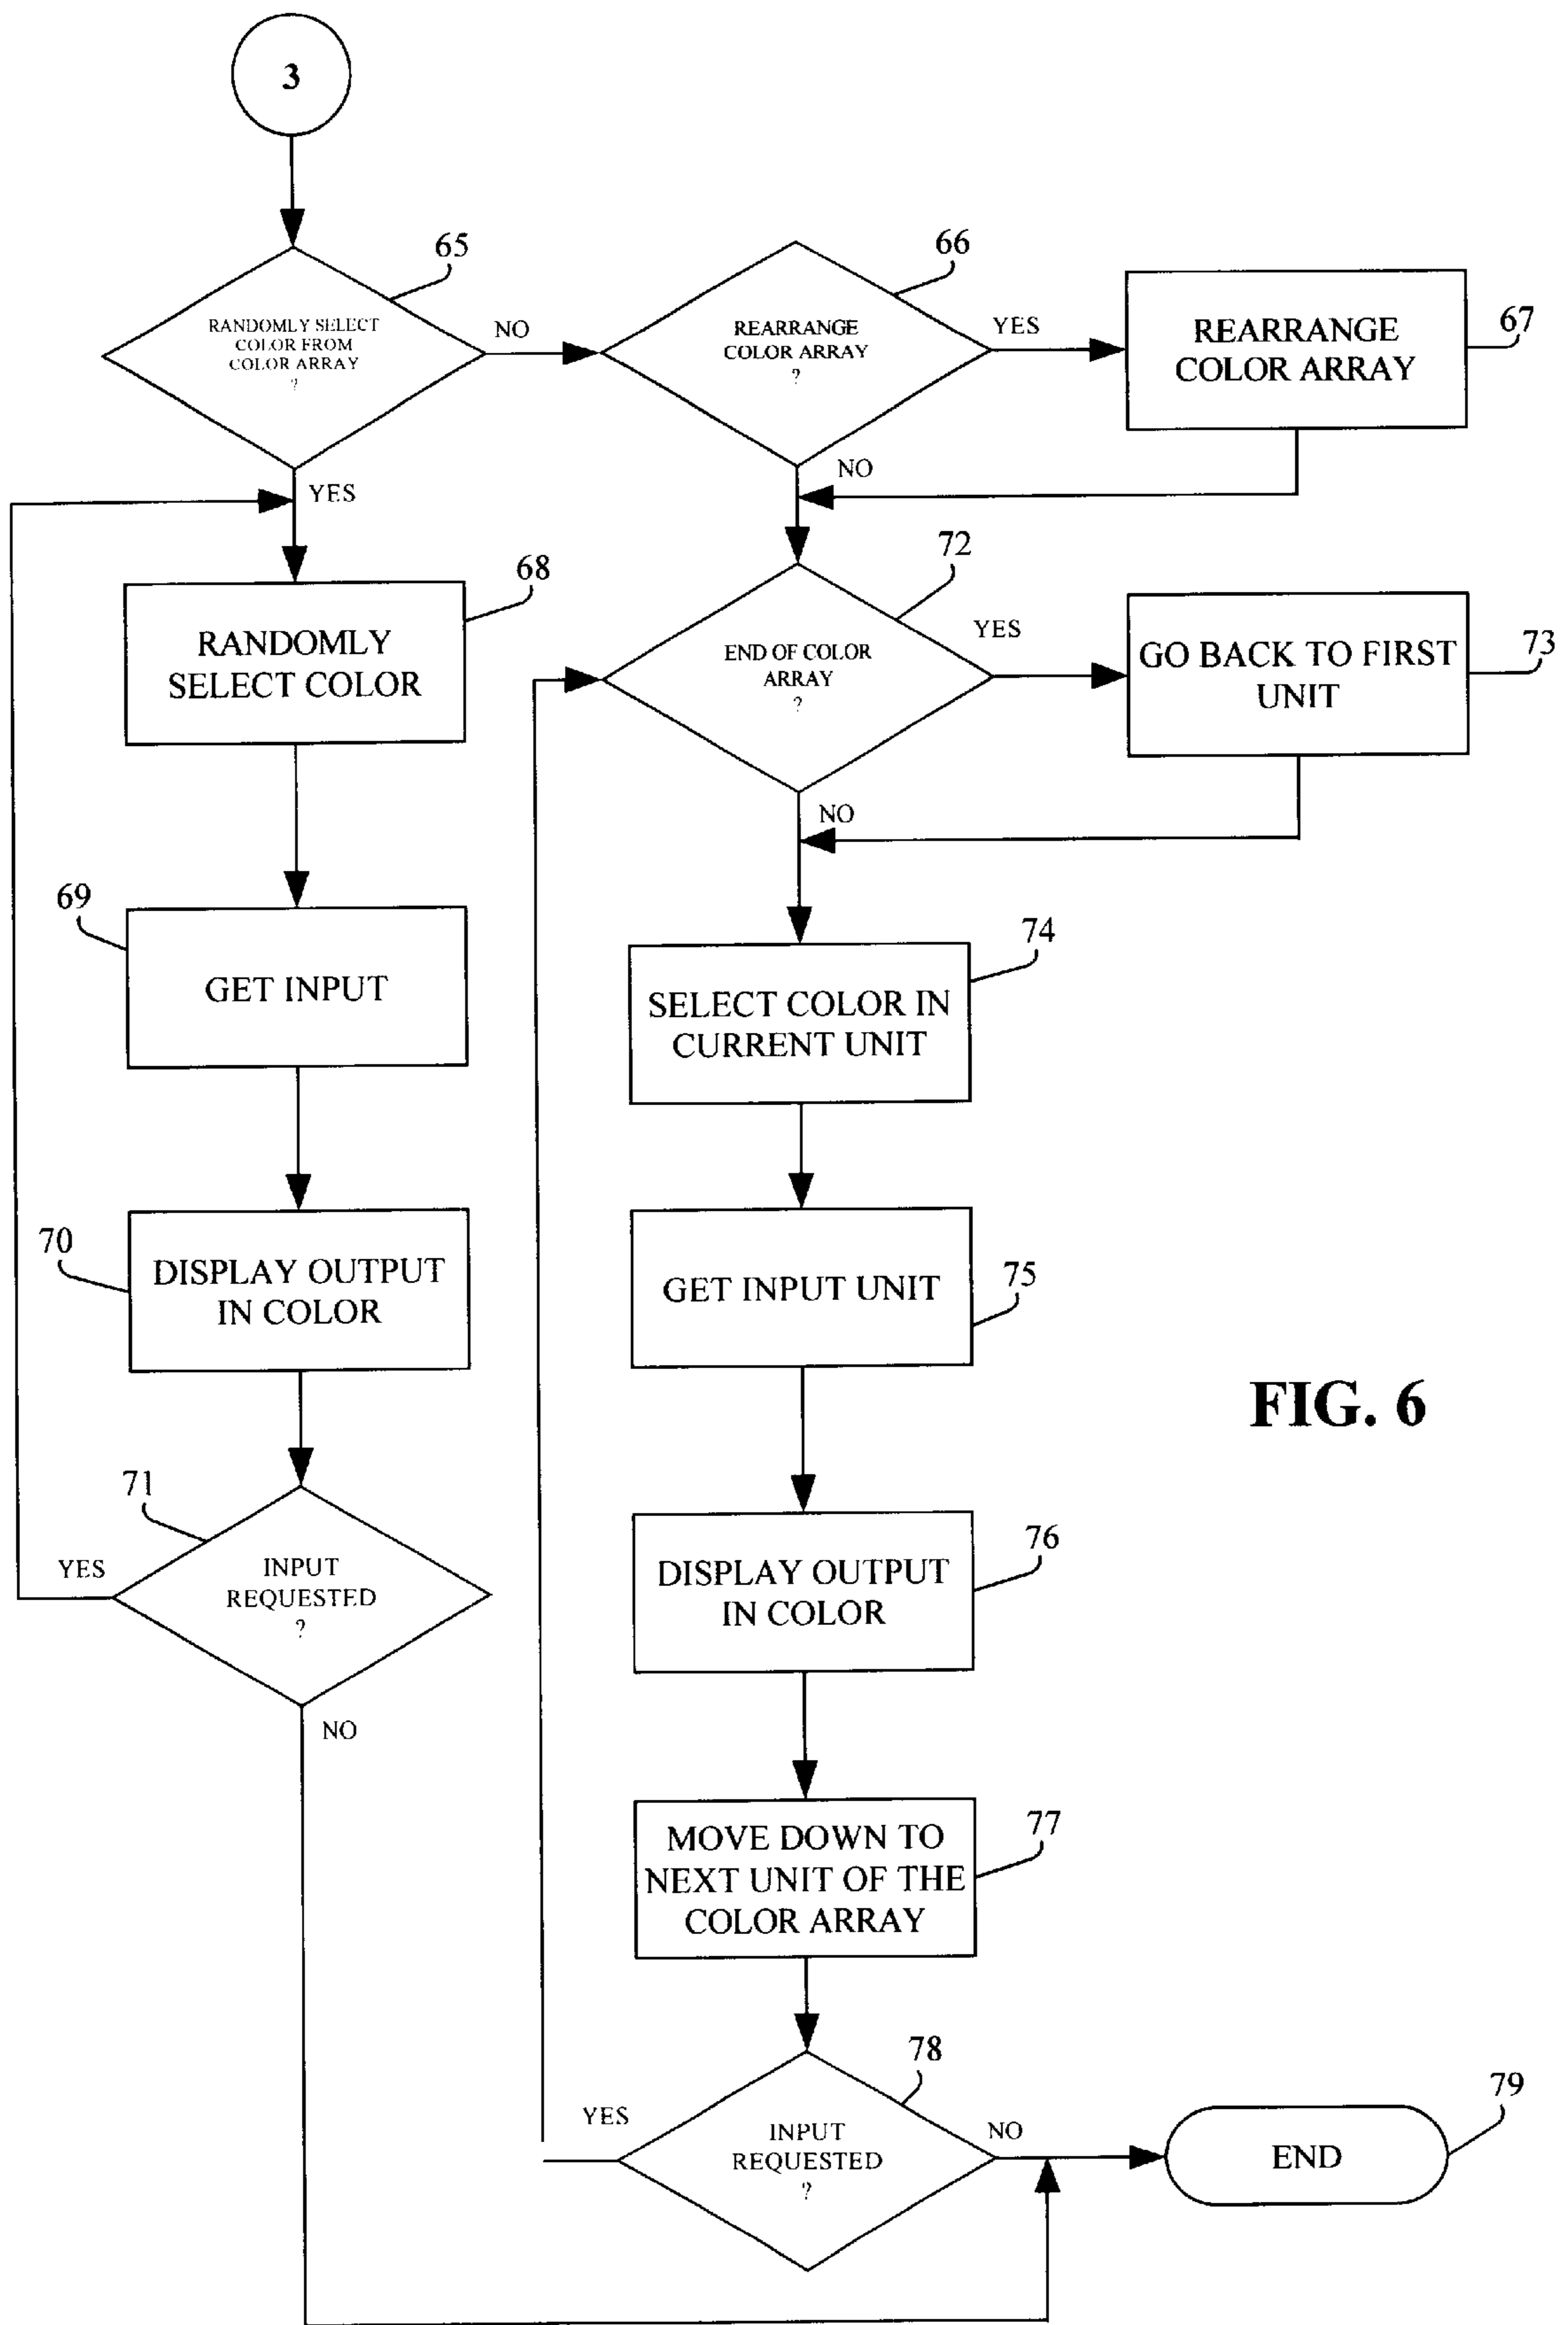 3
65
RANDOMLY SELECT
COLOR FROM
COLOR ARRAY
?
NO
YES
66
REARRANGE
COLOR ARRAY
?
YES
NO
67
REARRANGE
COLOR ARRAY
68
RANDOMLY
SELECT COLOR
72
END OF COLOR
ARRAY
?
YES
NO
73
GO BACK TO FIRST
UNIT
69
GET INPUT
74
SELECT COLOR IN
CURRENT UNIT
70
DISPLAY OUTPUT
IN COLOR
75
GET INPUT UNIT
FIG. 6
71
YES
INPUT
REQUESTED
?
NO
76
DISPLAY OUTPUT
IN COLOR
77
MOVE DOWN TO
NEXT UNIT OF THE
COLOR ARRAY
78
YES
INPUT
REQUESTED
?
NO
79
END